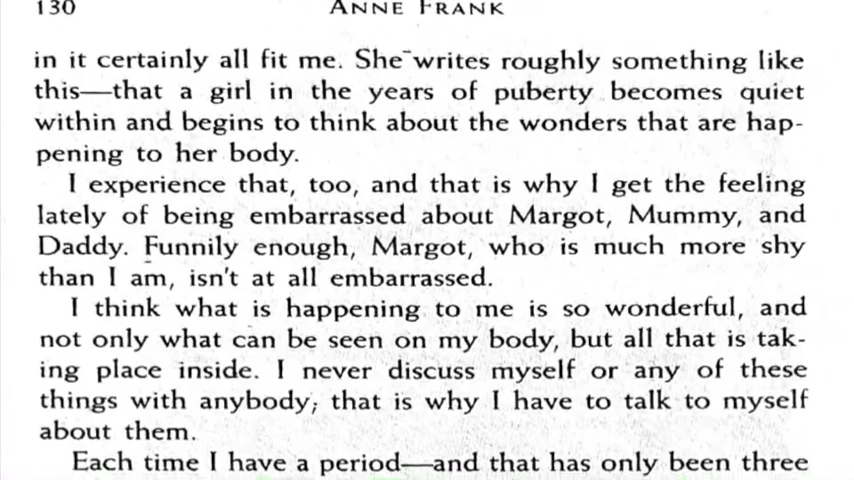 130 ANNE FRANK
in it certainly all fit me. She writes roughly something like
this—that a girl in the years of puberty becomes quiet
within and begins to think about the wonders that are hap-
pening to her body.
I experience that, too, and that is why I get the feeling
lately of being embarrassed about Margot, Mummy, and
Daddy. Funnily enough, Margot, who is much more shy
than I am, isn't at all embarrassed.
I think what is happening to me is so wonderful, and
not only what can be seen on my body, but all that is tak-
ing place inside. I never discuss myself or any of these
things with anybody; that is why I have to talk to myself
about them.
Each time I have a period—and that has only been three